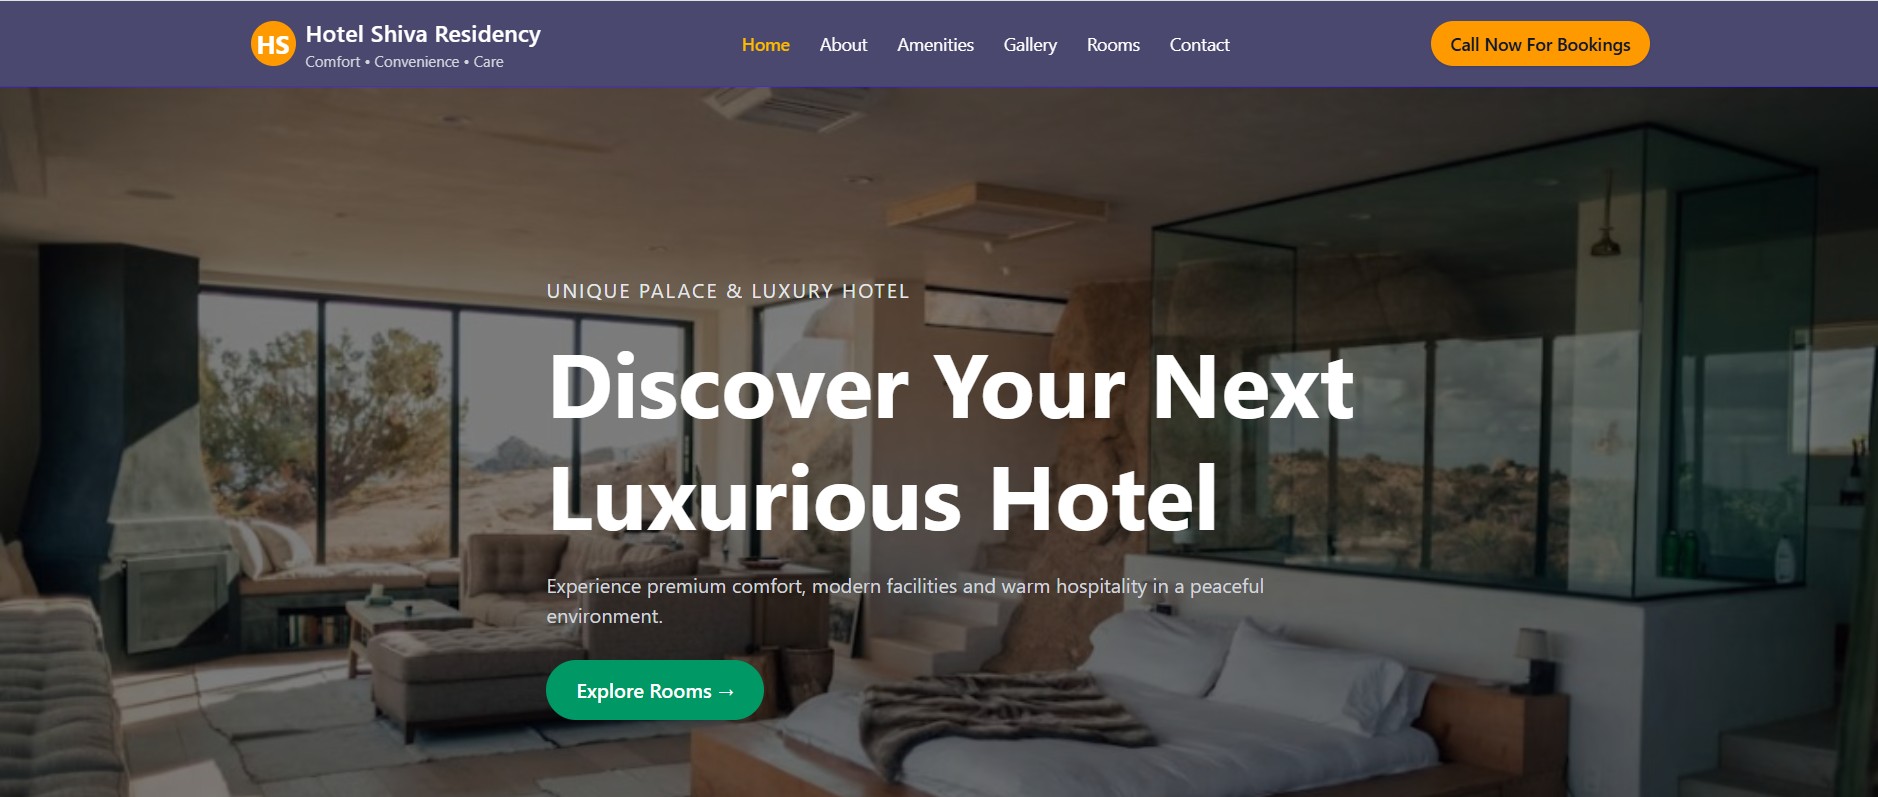 HS
Hotel Shiva Residency
Comfort • Convenience • Care
Home
About
Amenities
Gallery
Rooms
Contact
Call Now For Bookings
UNIQUE PALACE & LUXURY HOTEL
Discover Your Next
Luxurious Hotel
Experience premium comfort, modern facilities and warm hospitality in a peaceful
environment.
Explore Rooms →